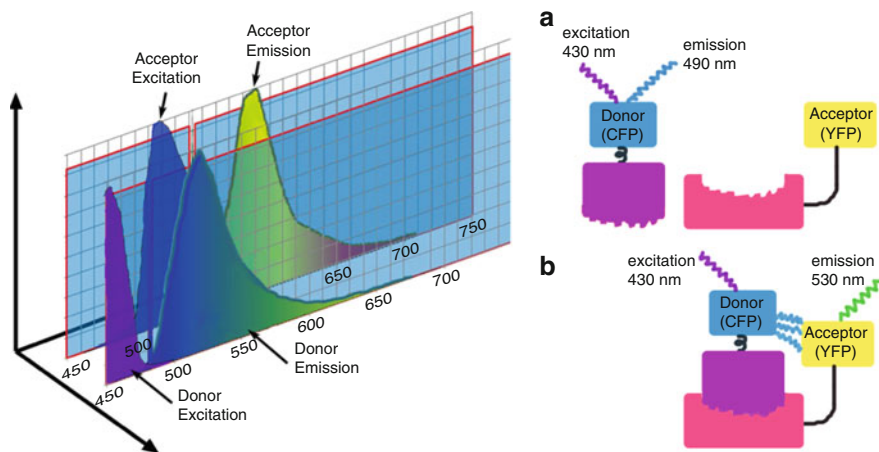 Acceptor
Excitation
Acceptor
Emission
450
500
650
700
750
450
500
550
600
650
700
Donor
Excitation
Donor
Emission
a
excitation
430 nm
emission
490 nm
Donor
(CFP)
Acceptor
(YFP)
b
excitation
430 nm
emission
530 nm
Donor
(CFP)
Acceptor
(YFP)